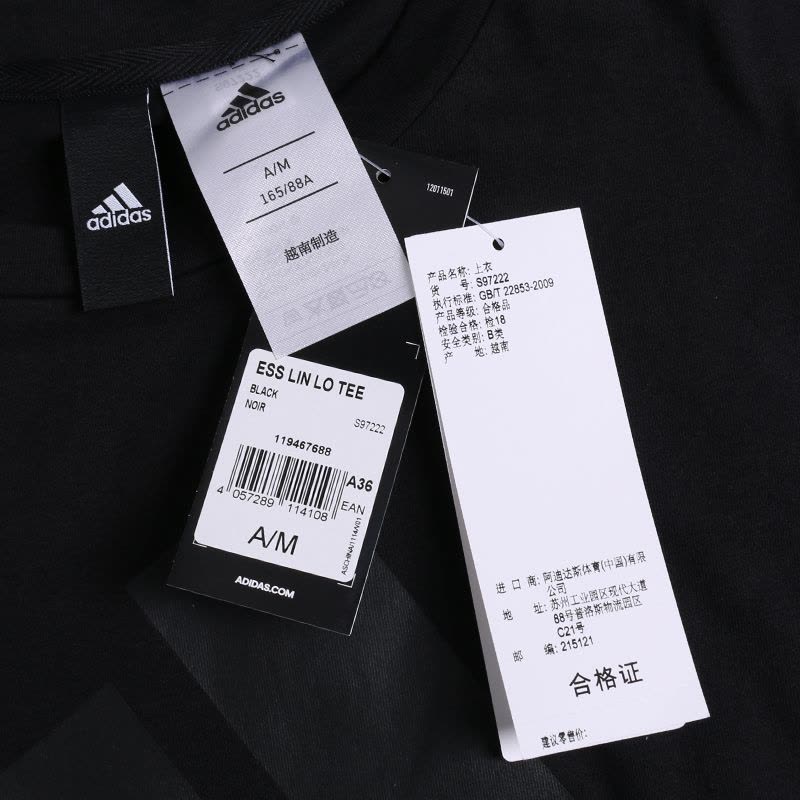 adidas
adidas
A/M
165/88A
越南制造
12011501
ESS LIN LO TEE
BLACK
NOIR
S97222
119467688
A36
4 057289 114108
EAN
A/M
ADIDAS.COM
产品名称: 上衣
货 号: S97222
执行标准: GB/T 22853-2009
产品等级: 合格品
检验合格: 检16
安全类别: B类
产 地: 越南
进 口 商: 阿迪达斯体育(中国)有限
公司
地 址: 苏州工业园区现代大道
88号普洛斯物流园区
C21号
邮 编: 215121
合格证
建议零售价: